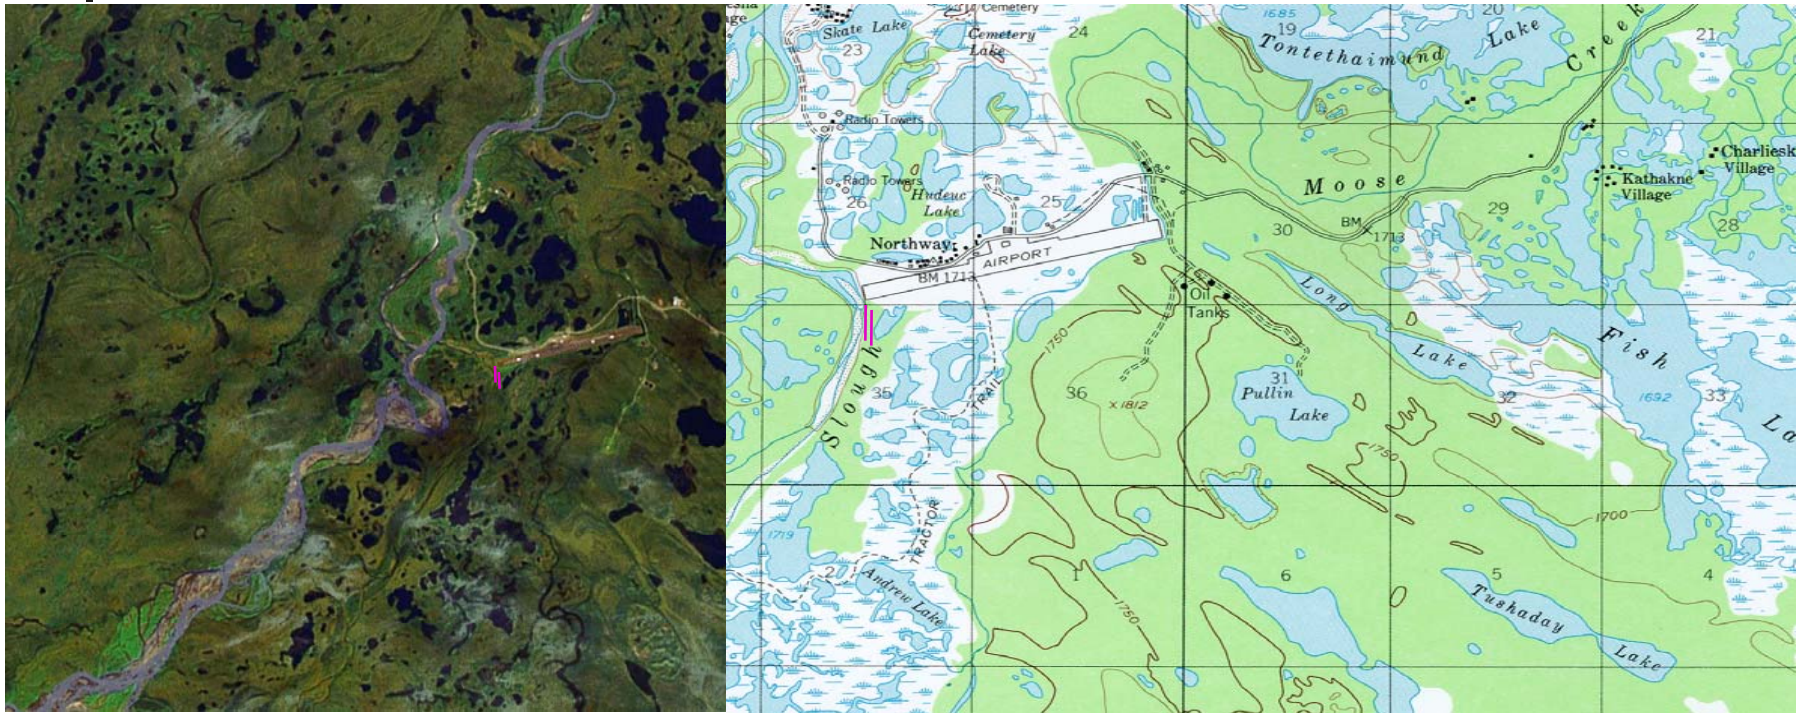 Cemetery
1685
20
Skate Lake
23
Cemetery
Lake
24
19
Tontethaimund Lake
Creek
21
Radio Towers
Radio Towers
Hudeuc
Lake
26
25
Moose
Kathakne
Village
Village
29
28
30
BM
1713
Northway
BM 1713
AIRPORT
Oil
Tanks
Long
Lake
Fish
1750
Slough
35
TRAIL
36
x 1812
31
Pullin
Lake
32
1692
33
1750
TRACTOR
1700
1719
2
1
6
5
4
Andrew Lake
1750
Tushaday
Lake